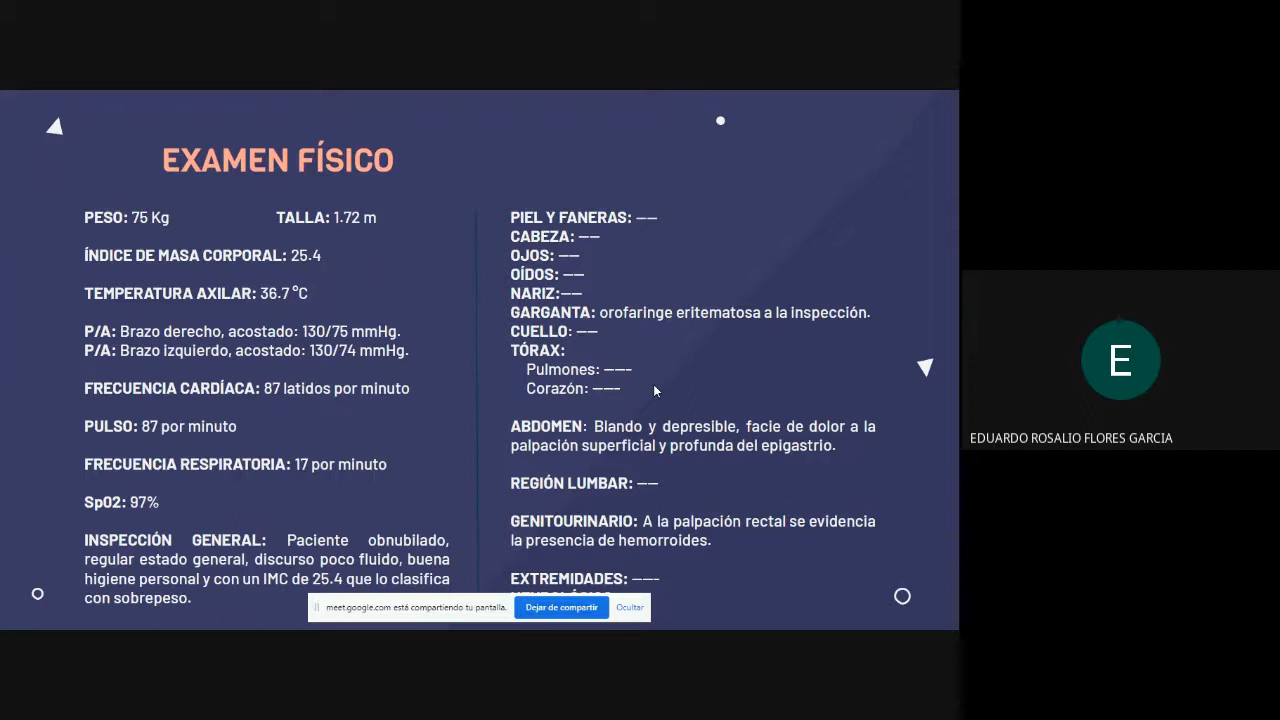 EXAMEN FÍSICO
PESO: 75 Kg TALLA: 1.72 m
ÍNDICE DE MASA CORPORAL: 25.4
TEMPERATURA AXILAR: 36.7 °C
P/A: Brazo derecho, acostado: 130/75 mmHg.
P/A: Brazo izquierdo, acostado: 130/74 mmHg.
FRECUENCIA CARDÍACA: 87 latidos por minuto
PULSO: 87 por minuto
FRECUENCIA RESPIRATORIA: 17 por minuto
SpO2: 97%
INSPECCIÓN GENERAL: Paciente obnubilado,
regular estado general, discurso poco fluido, buena
higiene personal y con un IMC de 25.4 que lo clasifica
con sobrepeso.
PIEL Y FANERAS: ----
CABEZA: ----
OJOS: ----
OÍDOS: ----
NARIZ:----
GARGANTA: orofaringe eritematosa a la inspección.
CUELLO: ----
TÓRAX:
Pulmones: -----
Corazón: -----
ABDOMEN: Blando y depresible, facie de dolor a la
palpación superficial y profunda del epigastrio.
REGIÓN LUMBAR: ----
GENITOURINARIO: A la palpación rectal se evidencia
la presencia de hemorroides.
EXTREMIDADES: -----
meet.google.com está compartiendo tu pantalla. Dejar de compartir Ocultar
E
EDUARDO ROSALIO FLORES GARCIA